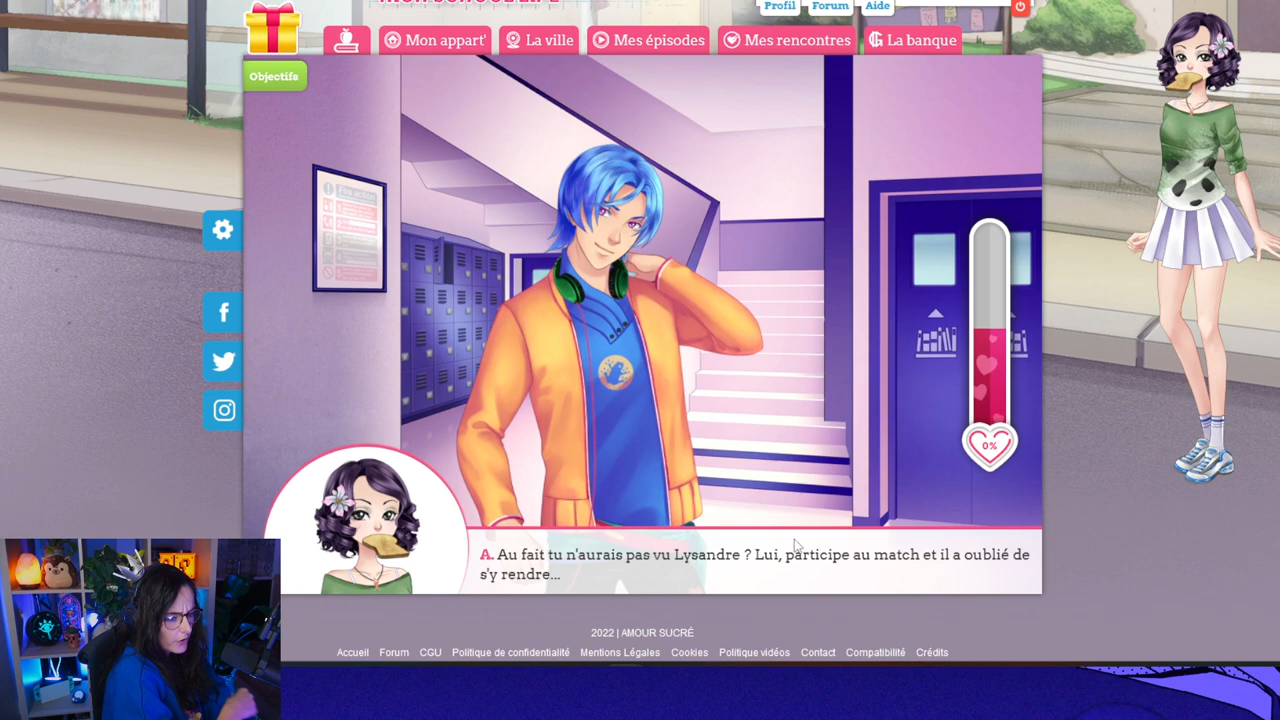 Profil Forum Aide
Mon appart' La ville Mes épisodes Mes rencontres La banque
Objectifs
0%
A. Au fait tu n'aurais pas vu Lysandre ? Lui, participe au match et il a oublié de
s'y rendre...
2022 | AMOUR SUCRÉ
Accueil Forum CGU Politique de confidentialité Mentions Légales Cookies Politique vidéos Contact Compatibilité Crédits